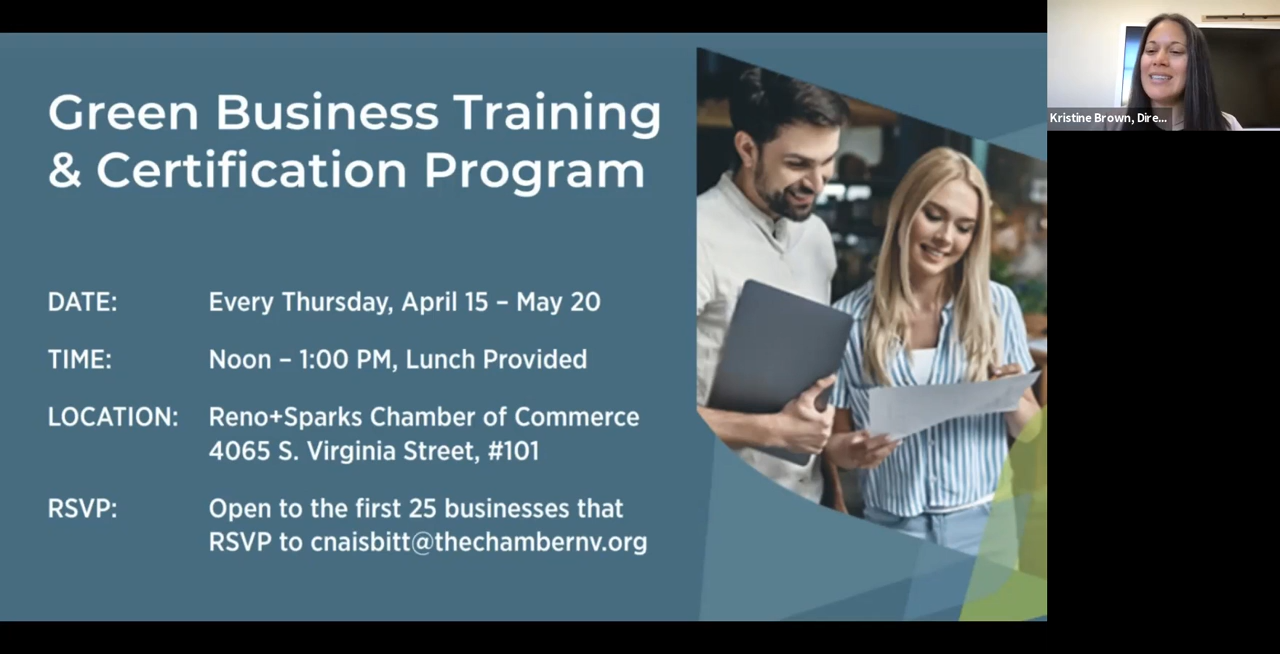 Green Business Training
& Certification Program
DATE: Every Thursday, April 15 – May 20
TIME: Noon – 1:00 PM, Lunch Provided
LOCATION: Reno+Sparks Chamber of Commerce
4065 S. Virginia Street, #101
RSVP: Open to the first 25 businesses that
RSVP to cnaisbitt@thechambernv.org
Kristine Brown, Dire...